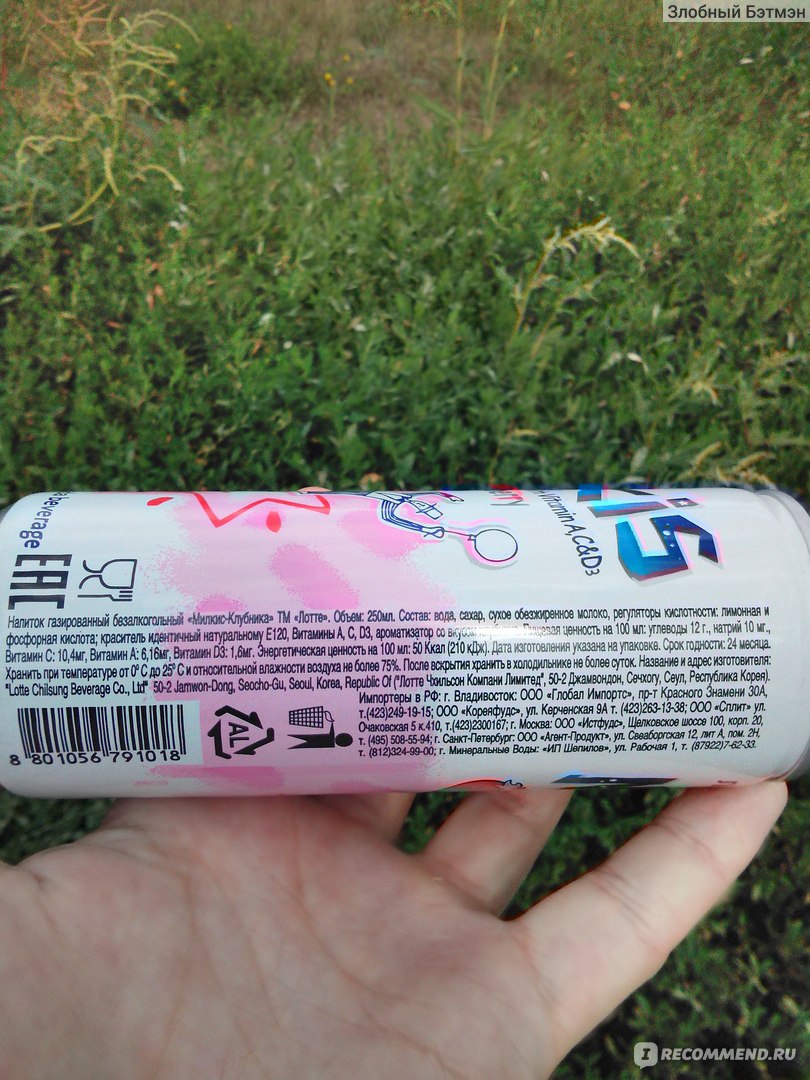 Злобный Бэтмэн
a Beverage
EAC
erry
Vitamin A,C&D3
is
Напиток газированный безалкогольный «Милкис-Клубника» ТМ «Лотте». Объем: 250мл. Состав: вода, сахар, сухое обезжиренное молоко, регуляторы кислотности: лимонная и
фосфорная кислота; краситель идентичный натуральному Е120, Витамины А, С, D3, ароматизатор со вкусом ценность на 100 мл: углеводы 12 г., натрий 10 мг.,
Витамин С: 10,4мг, Витамин А: 6,16мг, Витамин D3: 1,6мг. Энергетическая ценность на 100 мл: 50 Ккал (210 кДж). Дата изготовления указана на упаковке. Срок годности: 24 месяца.
Хранить при температуре от 0° С до 25° С и относительной влажности воздуха не более 75%. После вскрытия хранить в холодильнике не более суток. Название и адрес изготовителя:
"Lotte Chilsung Beverage Co., Ltd" 50-2 Jamwon-Dong, Seocho-Gu, Seoul, Korea, Republic Of ("Лотте Чхильсон Компани Лимитед", 50-2 Джамвондон, Сечхогу, Сеул, Республика Корея).
Импортеры в РФ: г. Владивосток: ООО «Глобал Импортс», пр-т Красного Знамени 30А,
т.(423)249-19-15; ООО «Кореяфудс», ул. Керченская 9А т.(423)263-13-38; ООО «Сплит» ул.
Очаковская 5 к.410, т.(423)2300167; г. Москва: ООО «Истфудс», Щелковское шоссе 100, корп. 20,
т. (495) 508-55-94; г. Санкт-Петербург: ООО «Агент-Продукт», ул. Свеаборгская 12, лит А, пом. 2Н,
т. (812)324-99-00; г. Минеральные Воды: «ИП Шепилов», ул. Рабочая 1, т. (87922)7-62-33.
8 801056 791018
AL
IRECOMMEND.RU